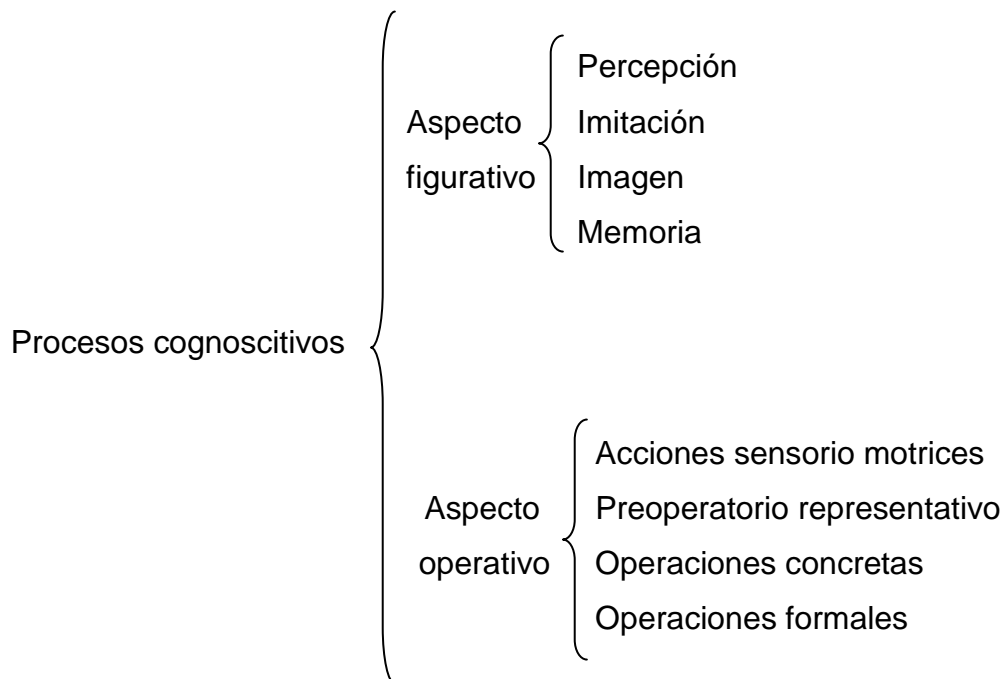 Procesos cognoscitivos
Aspecto
figurativo
Percepción
Imitación
Imagen
Memoria
Aspecto
operativo
Acciones sensorio motrices
Preoperatorio representativo
Operaciones concretas
Operaciones formales